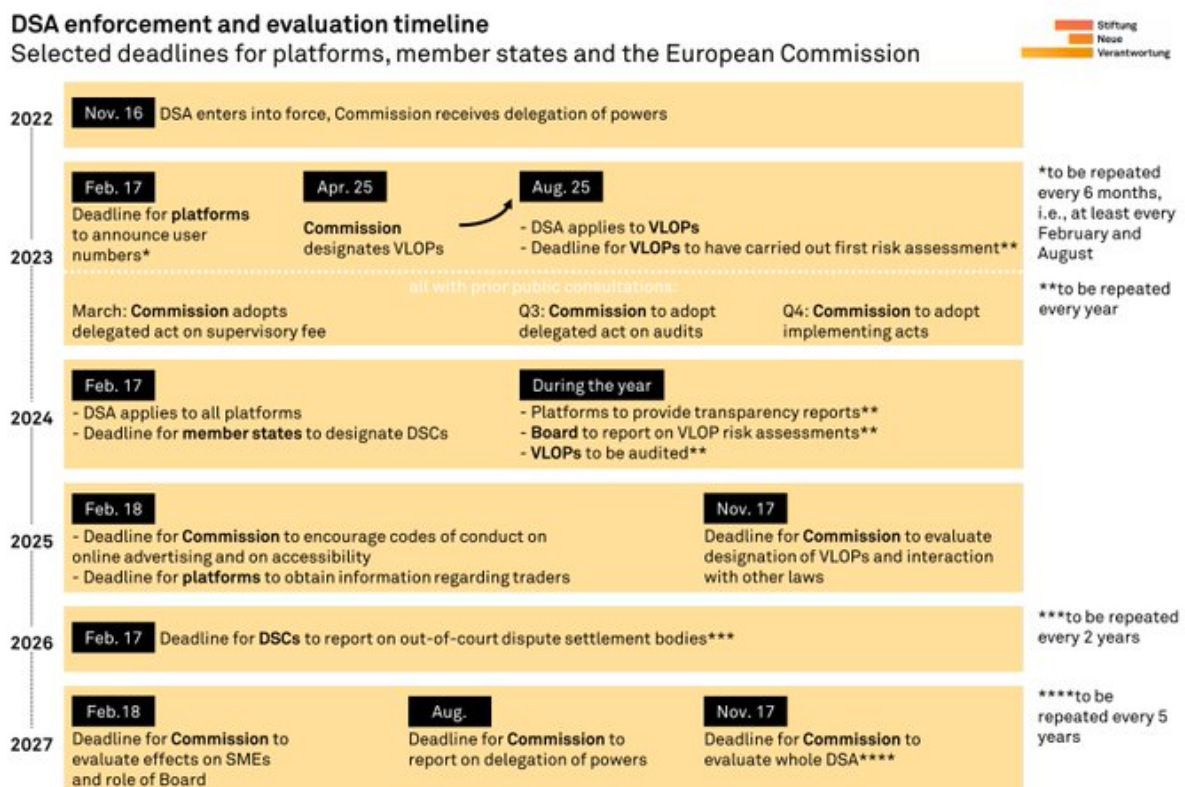 DSA enforcement and evaluation timeline
Selected deadlines for platforms, member states and the European Commission
Stiftung
Neue
Verantwortung
2022
Nov. 16 DSA enters into force, Commission receives delegation of powers
2023
Feb. 17
Deadline for platforms
to announce user
numbers*
Apr. 25
Commission
designates VLOPs
Aug. 25
- DSA applies to VLOPs
- Deadline for VLOPs to have carried out first risk assessment**
all with prior public consultations:
March: Commission adopts
delegated act on supervisory fee
Q3: Commission to adopt
delegated act on audits
Q4: Commission to adopt
implementing acts
*to be repeated
every 6 months,
i.e., at least every
February and
August
**to be repeated
every year
2024
Feb. 17
- DSA applies to all platforms
- Deadline for member states to designate DSCs
During the year
- Platforms to provide transparency reports**
- Board to report on VLOP risk assessments**
- VLOPs to be audited**
2025
Feb. 18
- Deadline for Commission to encourage codes of conduct on
online advertising and on accessibility
- Deadline for platforms to obtain information regarding traders
Nov. 17
Deadline for Commission to evaluate
designation of VLOPs and interaction
with other laws
2026
Feb. 17 Deadline for DSCs to report on out-of-court dispute settlement bodies***
***to be repeated
every 2 years
2027
Feb.18
Deadline for Commission to
evaluate effects on SMEs
and role of Board
Aug.
Deadline for Commission to
report on delegation of powers
Nov. 17
Deadline for Commission to
evaluate whole DSA****
****to be
repeated every 5
years